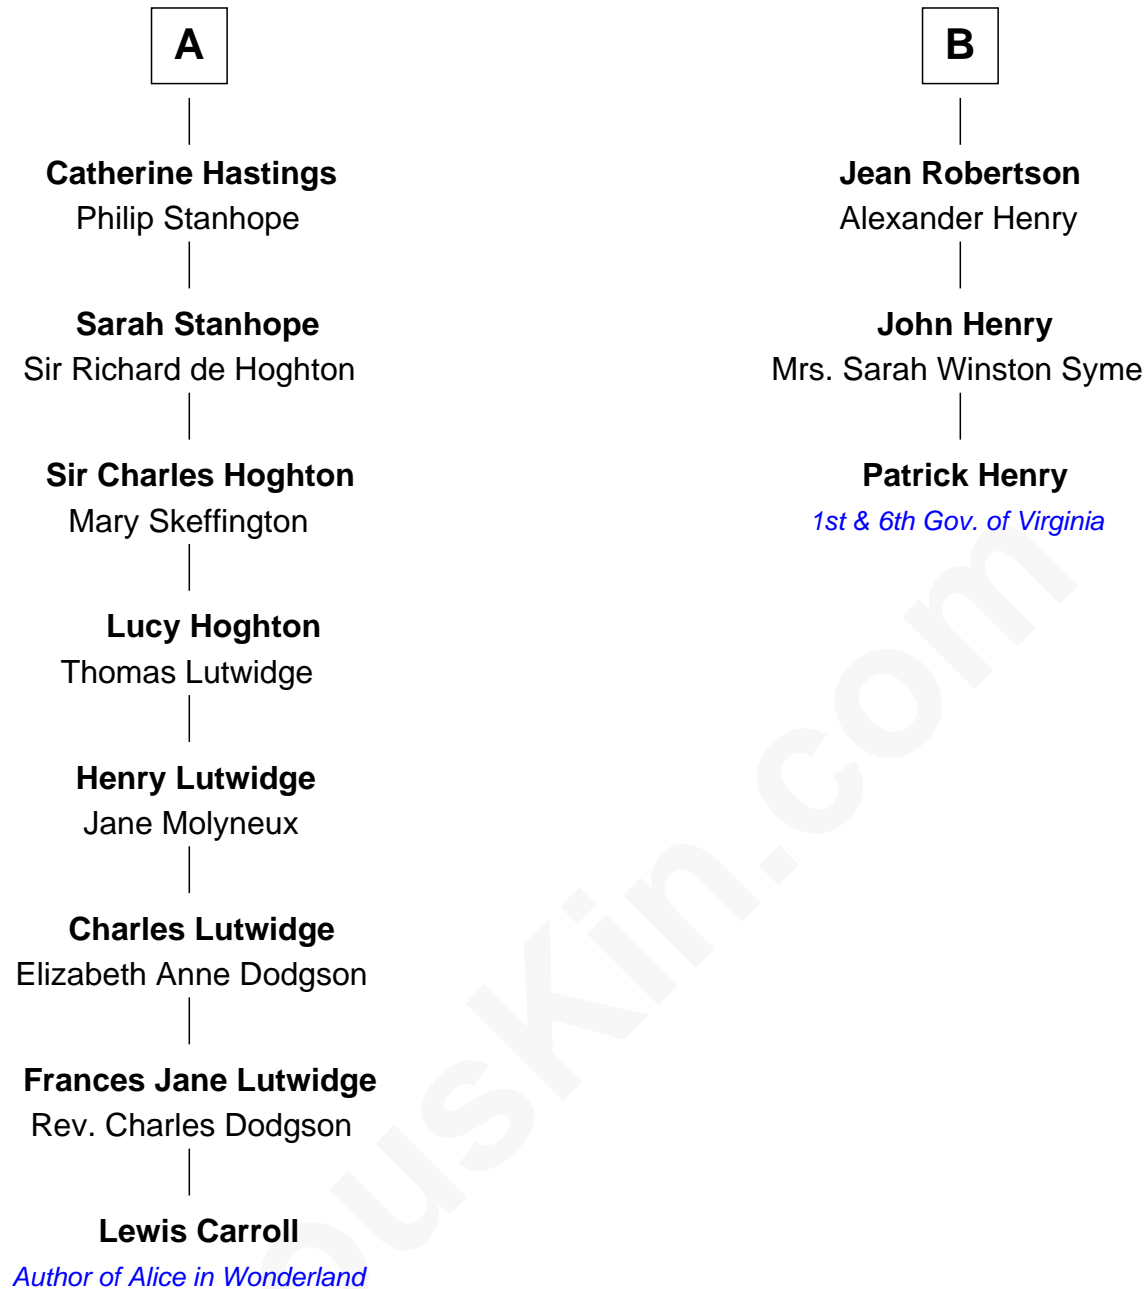 A
Catherine Hastings
Philip Stanhope
Sarah Stanhope
Sir Richard de Hoghton
Sir Charles Hoghton
Mary Skeffington
Lucy Hoghton
Thomas Lutwidge
Henry Lutwidge
Jane Molyneux
Charles Lutwidge
Elizabeth Anne Dodgson
Frances Jane Lutwidge
Rev. Charles Dodgson
Lewis Carroll
Author of Alice in Wonderland
B
Jean Robertson
Alexander Henry
John Henry
Mrs. Sarah Winston Syme
Patrick Henry
1st & 6th Gov. of Virginia
ousKin.com